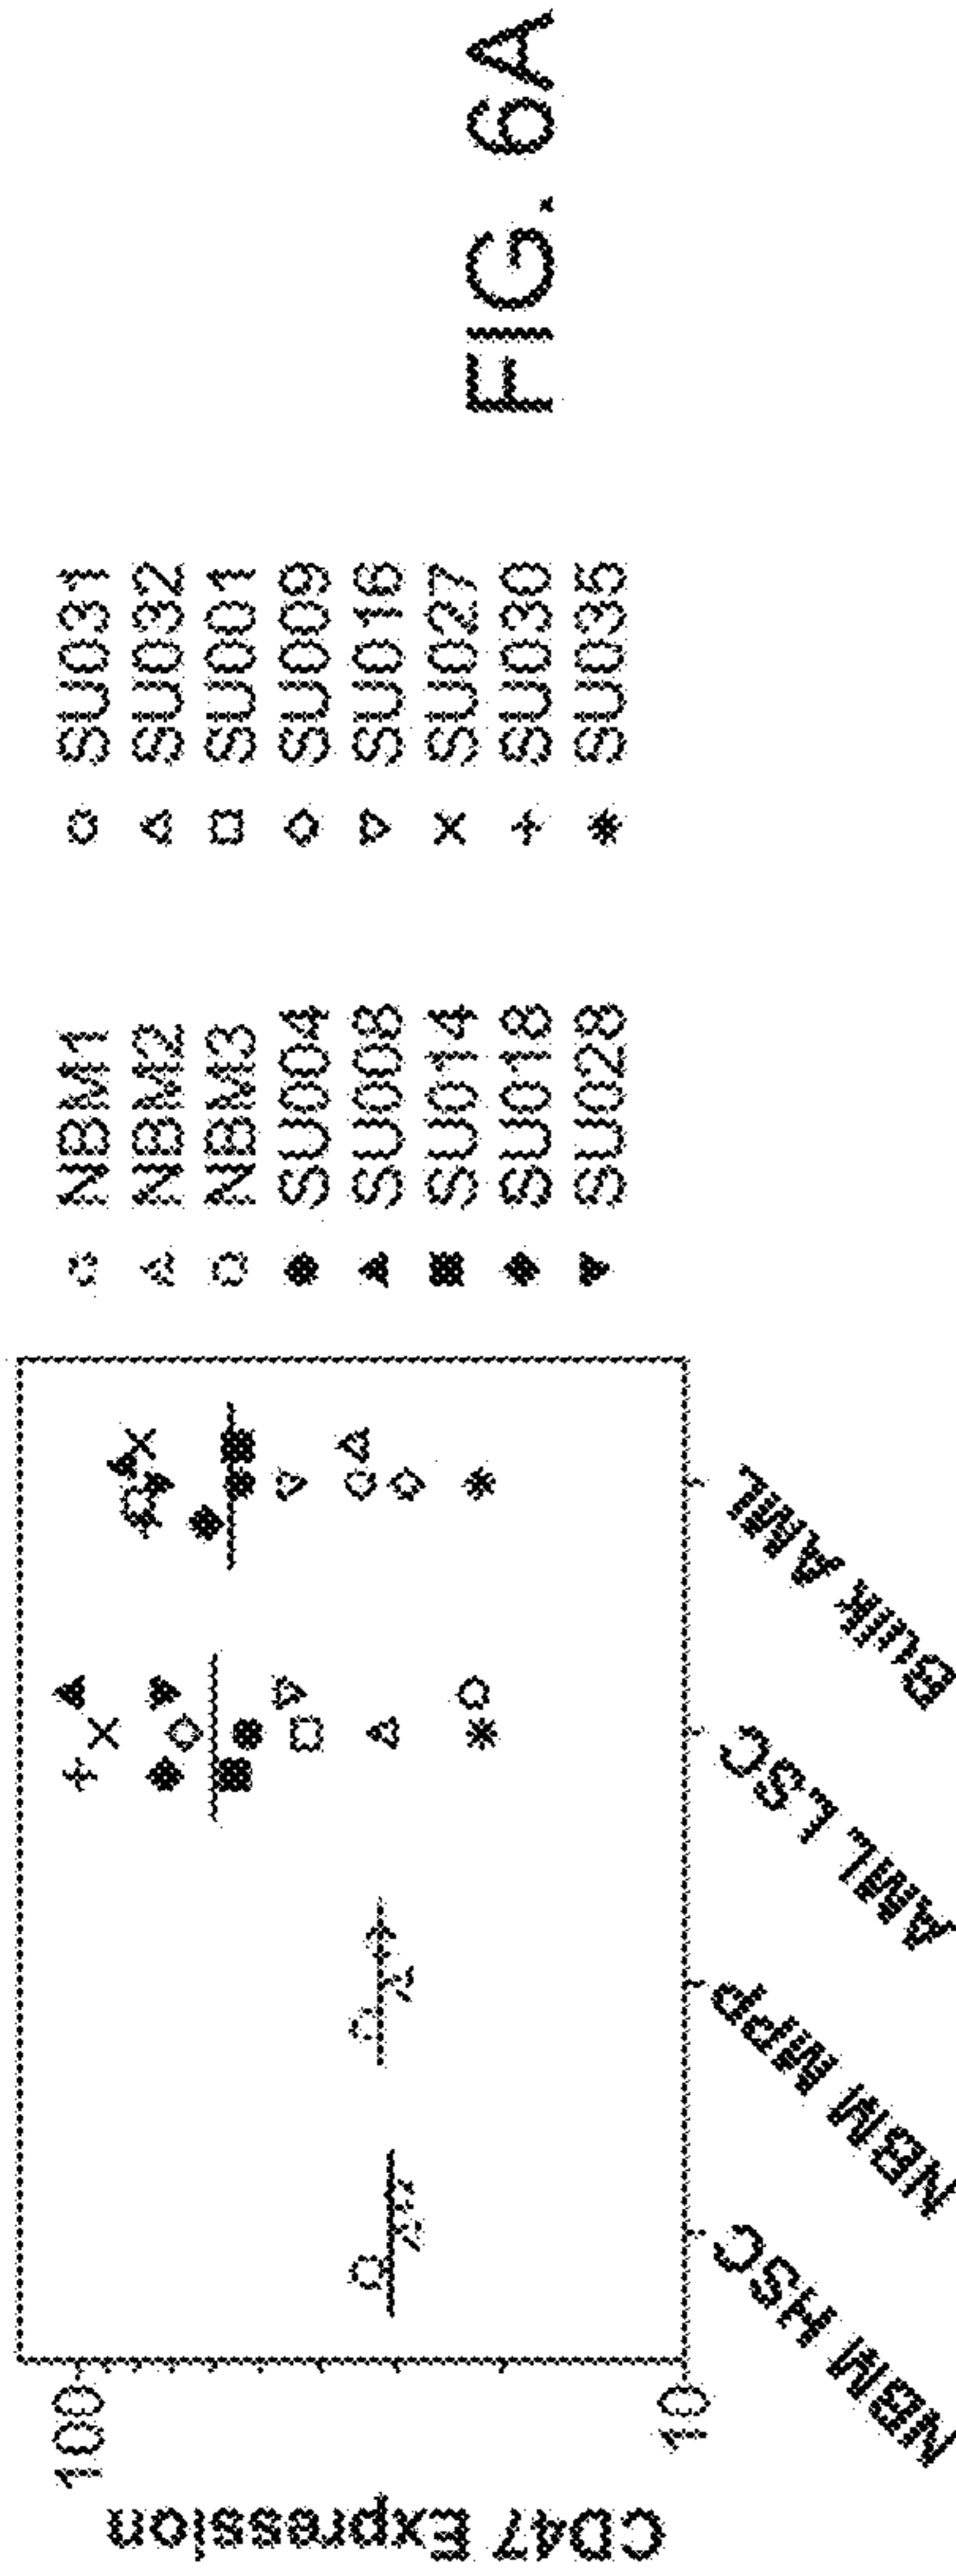 CD47 Expression
100
10
NBM HSC
NBM MPP
AML LSC
Bulk AML
NBM1
NBM2
NBM3
SU004
SU008
SU014
SU018
SU028
SU031
SU032
SU001
SU009
SU016
SU027
SU030
SU035
FIG. 6A